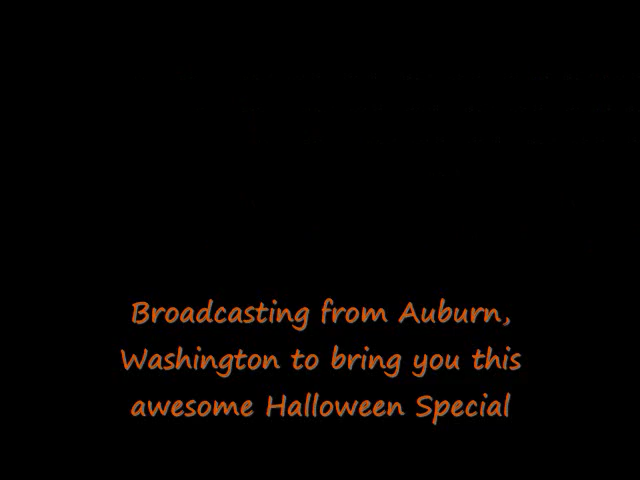 Broadcasting from Auburn,
Washington to bring you this
awesome Halloween Special